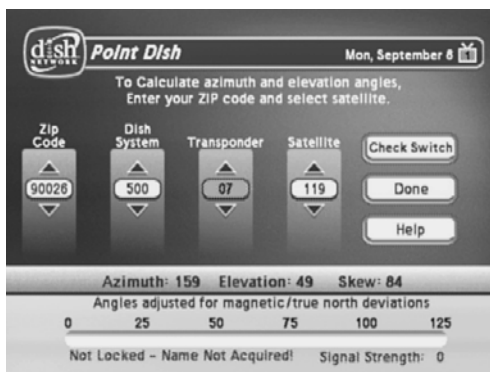 dish
NETWORK
Point Dish
Mon, September 8
To Calculate azimuth and elevation angles,
Enter your ZIP code and select satellite.
Zip Code
Dish System
Transponder
Satellite
90026
500
07
119
Check Switch
Done
Help
Azimuth: 159 Elevation: 49 Skew: 84
Angles adjusted for magnetic/true north deviations
0 25 50 75 100 125
Not Locked - Name Not Acquired! Signal Strength: 0